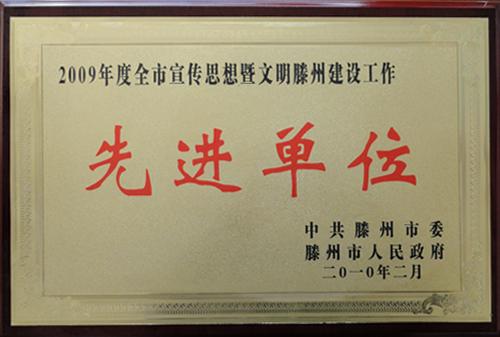 2009年度全市宣传思想暨文明滕州建设工作
先进单位
中共滕州市委
滕州市人民政府
二〇一〇年二月